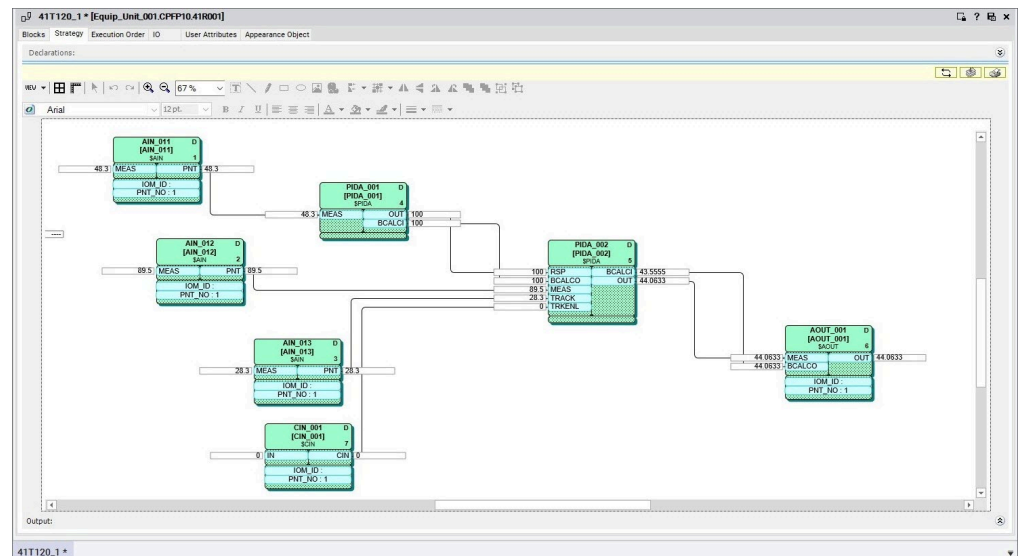 41T120_1 * [Equip_Unit_001.CPFP10.41R001]
Blocks Strategy Execution Order IO User Attributes Appearance Object
Declarations:
VIEW 67%
Arial 12pt. B I U
AIN_011 D
[AIN_011]
$AIN 1
48.3 MEAS PNT 48.3
IOM_ID :
PNT_NO : 1
PIDA_001 D
[PIDA_001]
$PIDA 4
48.3 MEAS OUT 100
BCALCI 100
AIN_012 D
[AIN_012]
$AIN 2
89.5 MEAS PNT 89.5
IOM_ID :
PNT_NO : 1
PIDA_002 D
[PIDA_002]
$PIDA 5
100 RSP BCALCI 43.5555
100 BCALCO OUT 44.0633
89.5 MEAS
28.3 TRACK
0 TRKENL
AIN_013 D
[AIN_013]
$AIN 3
28.3 MEAS PNT 28.3
IOM_ID :
PNT_NO : 1
AOUT_001 D
[AOUT_001]
$AOUT 6
44.0633 MEAS OUT 44.0633
44.0633 BCALCO
IOM_ID :
PNT_NO : 1
CIN_001 D
[CIN_001]
$CIN 7
0 IN CIN 0
IOM_ID :
PNT_NO : 1
Output:
41T120_1 *